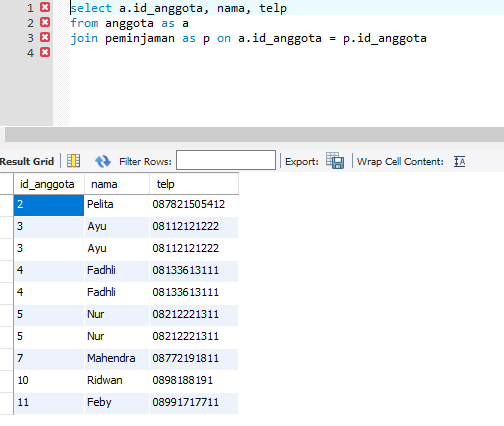 1 select a.id_anggota, nama, telp
2 from anggota as a
3 join peminjaman as p on a.id_anggota = p.id_anggota
4
Result Grid Filter Rows: Export: Wrap Cell Content: IA
id_anggota nama telp
2 Pelita 087821505412
3 Ayu 08112121222
3 Ayu 08112121222
4 Fadhli 08133613111
4 Fadhli 08133613111
5 Nur 08212221311
5 Nur 08212221311
7 Mahendra 08772191811
10 Ridwan 0898188191
11 Feby 08991717711